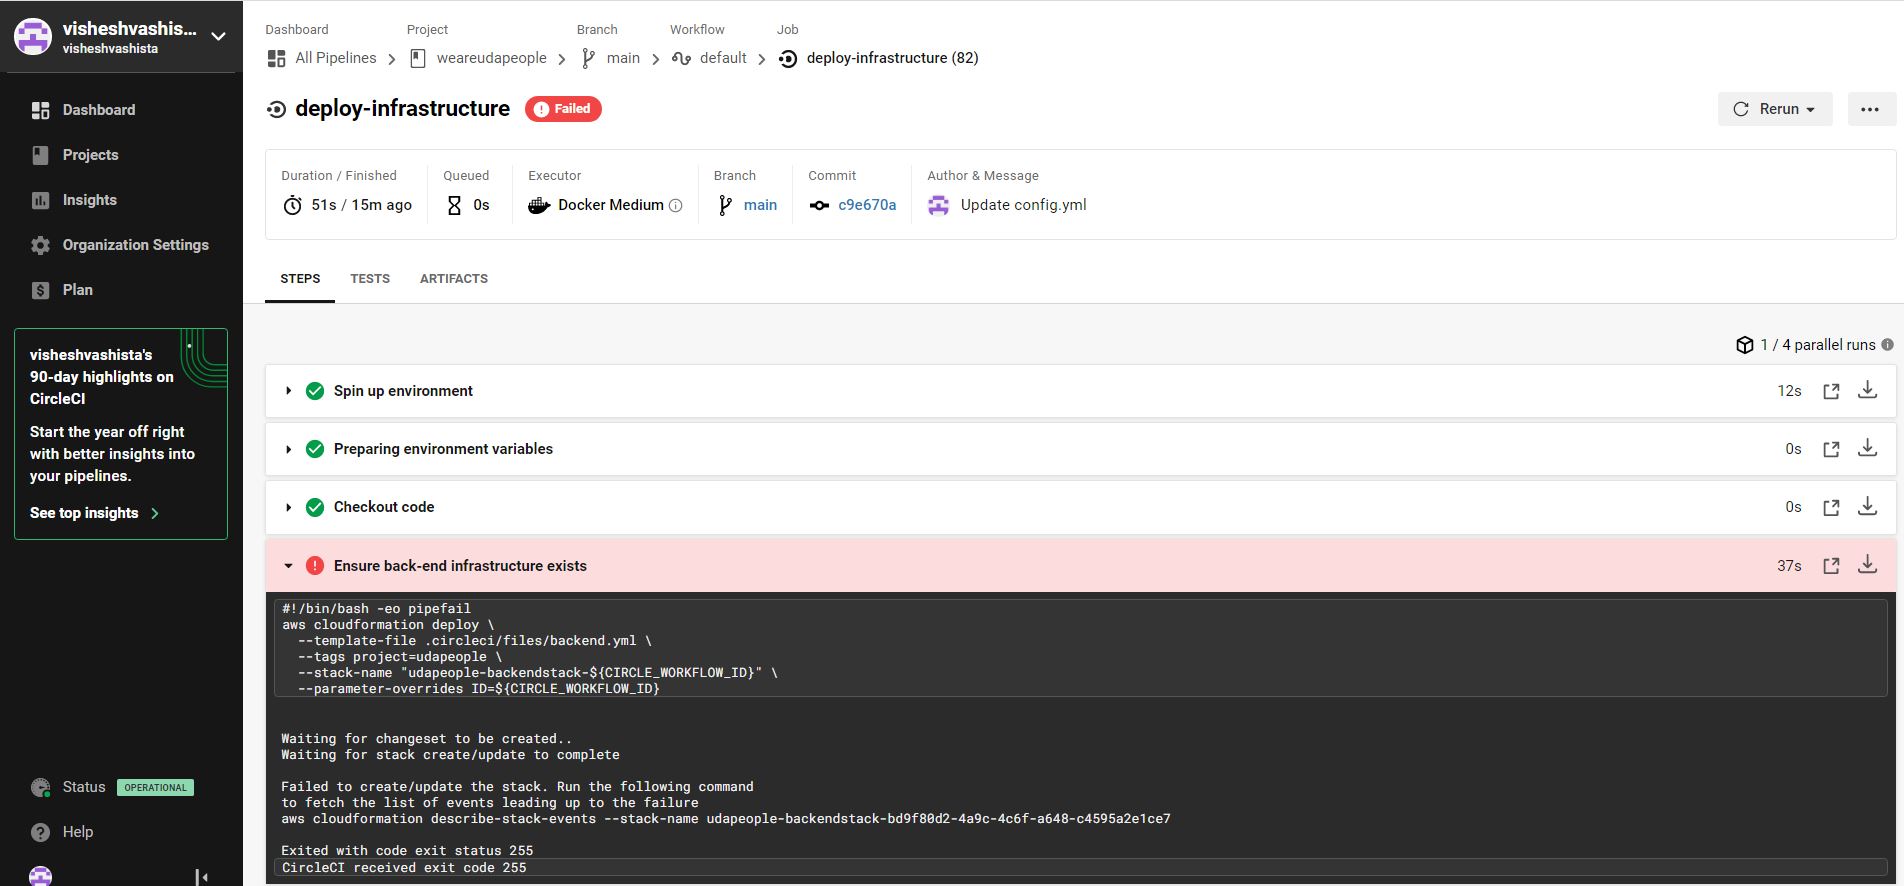 visheshvashis...
visheshvashista
Dashboard
Projects
Insights
Organization Settings
Plan
visheshvashista's
90-day highlights on
CircleCI
Start the year off right
with better insights into
your pipelines.
See top insights
Status OPERATIONAL
Help
Dashboard Project Branch Workflow Job
All Pipelines weareudapeople main default deploy-infrastructure (82)
deploy-infrastructure Failed
Rerun
Duration / Finished Queued Executor Branch Commit Author & Message
51s / 15m ago 0s Docker Medium main c9e670a Update config.yml
STEPS TESTS ARTIFACTS
1 / 4 parallel runs
Spin up environment 12s
Preparing environment variables 0s
Checkout code 0s
Ensure back-end infrastructure exists 37s
#!/bin/bash -eo pipefail
aws cloudformation deploy \
--template-file .circleci/files/backend.yml \
--tags project=udapeople \
--stack-name "udapeople-backendstack-${CIRCLE_WORKFLOW_ID}" \
--parameter-overrides ID=${CIRCLE_WORKFLOW_ID}
Waiting for changeset to be created..
Waiting for stack create/update to complete
Failed to create/update the stack. Run the following command
to fetch the list of events leading up to the failure
aws cloudformation describe-stack-events --stack-name udapeople-backendstack-bd9f80d2-4a9c-4c6f-a648-c4595a2e1ce7
Exited with code exit status 255
CircleCI received exit code 255